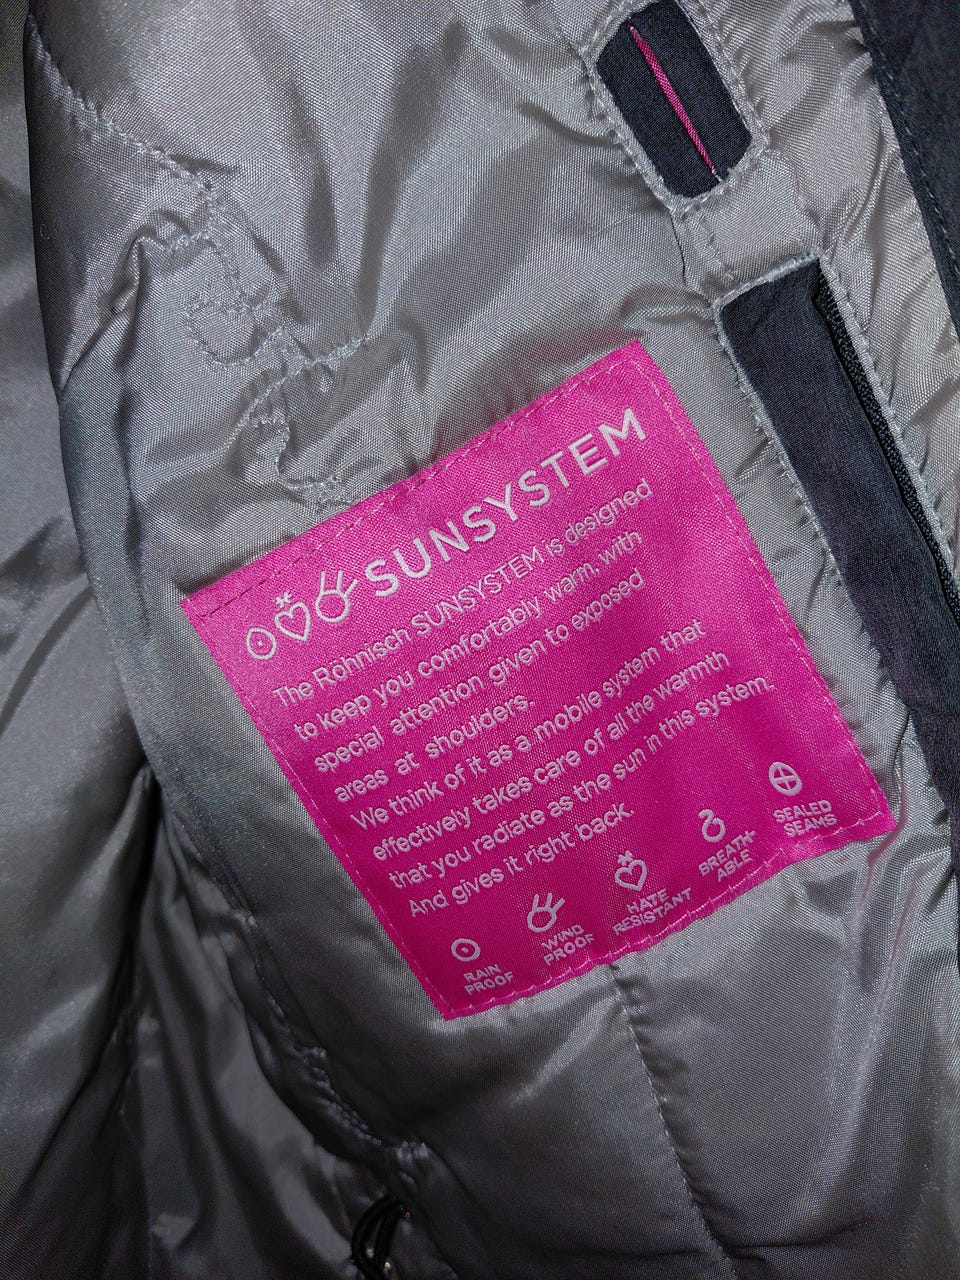 SUNSYSTEM
The Röhnisch SUNSYSTEM is designed
to keep you comfortably warm, with
special attention given to exposed
areas at shoulders.
We think of it as a mobile system that
effectively takes care of all the warmth
that you radiate as the sun in this system.
And gives it right back.
RAIN
PROOF
WIND
PROOF
HATE
RESISTANT
BREATH-
ABLE
SEALED
SEAMS